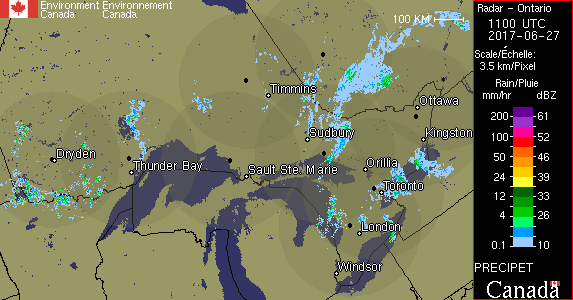 Environment Environnement
Canada Canada
100 KM
Timmins
Ottawa
Sudbury
Kingston
Dryden
Thunder Bay
Sault Ste. Marie
Orillia
Toronto
London
Windsor
Radar - Ontario
1100 UTC
2017-06-27
Scale/Échelle:
3.5 km/Pixel
Rain/Pluie
mm/hr dBZ
200 61
100 52
50 46
24 39
12 33
4 26
0.1 10
PRECIPET
Canada